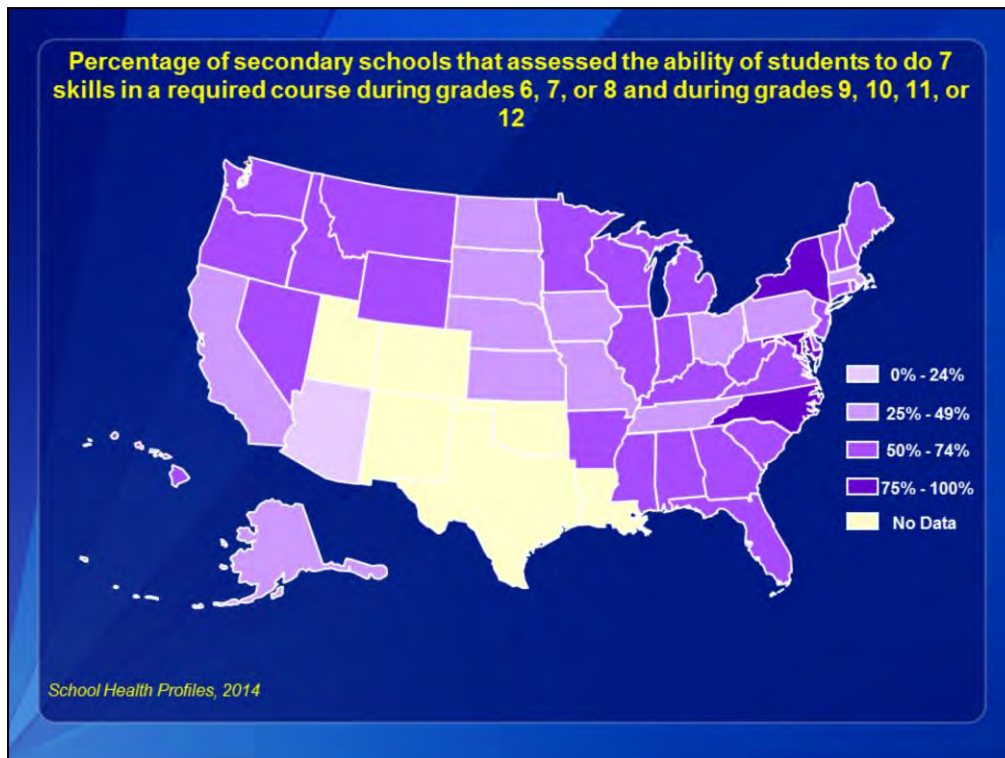 Percentage of secondary schools that assessed the ability of students to do 7
skills in a required course during grades 6, 7, or 8 and during grades 9, 10, 11, or
12
0% - 24%
25% - 49%
50% - 74%
75% - 100%
No Data
School Health Profiles, 2014